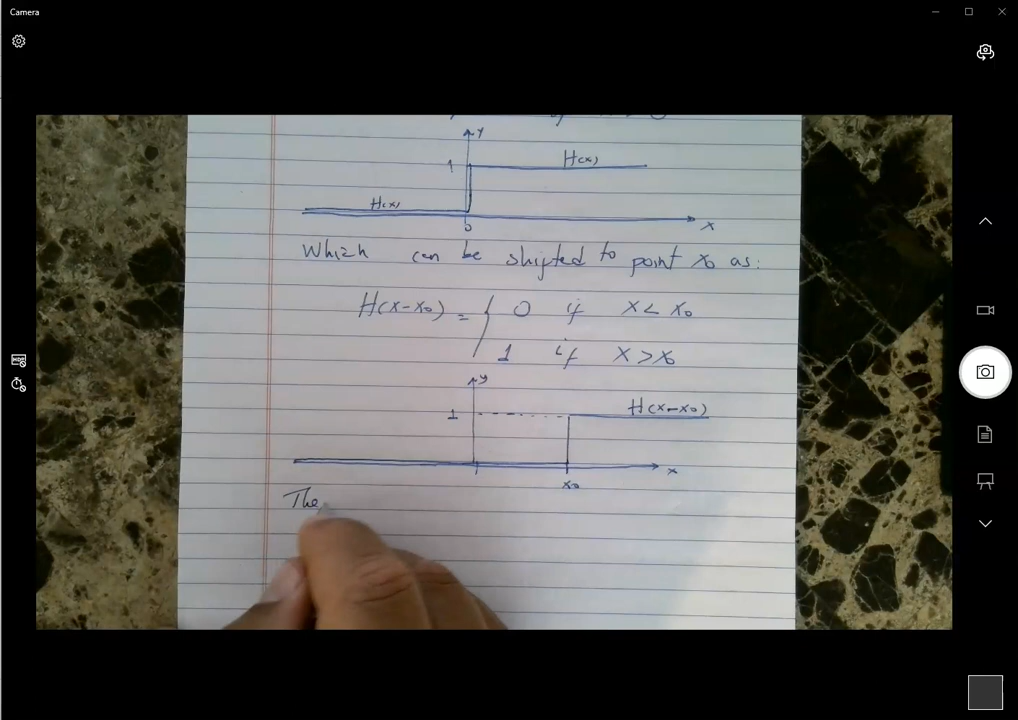 Camera
y
1 H(x)
H(x)
0 x
Which can be shifted to point x₀ as:
H(x-x₀) = { 0 if x < x₀
1 if x > x₀
y
1 H(x-x₀)
x₀ x
The